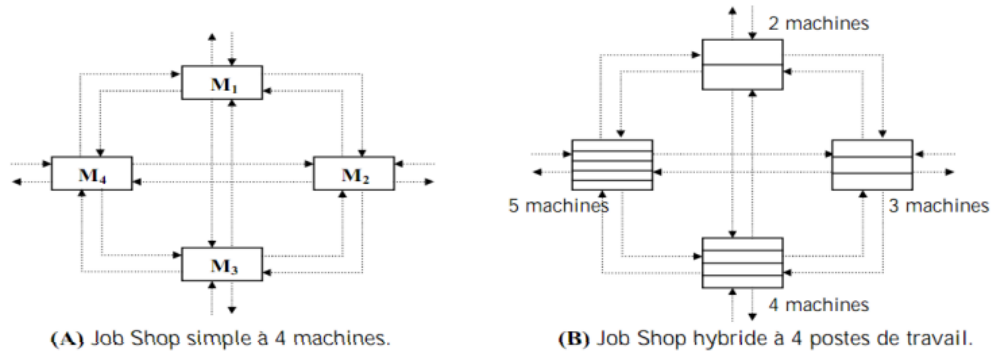 M1
M4
M2
M3
(A) Job Shop simple à 4 machines.
2 machines
5 machines
3 machines
4 machines
(B) Job Shop hybride à 4 postes de travail.